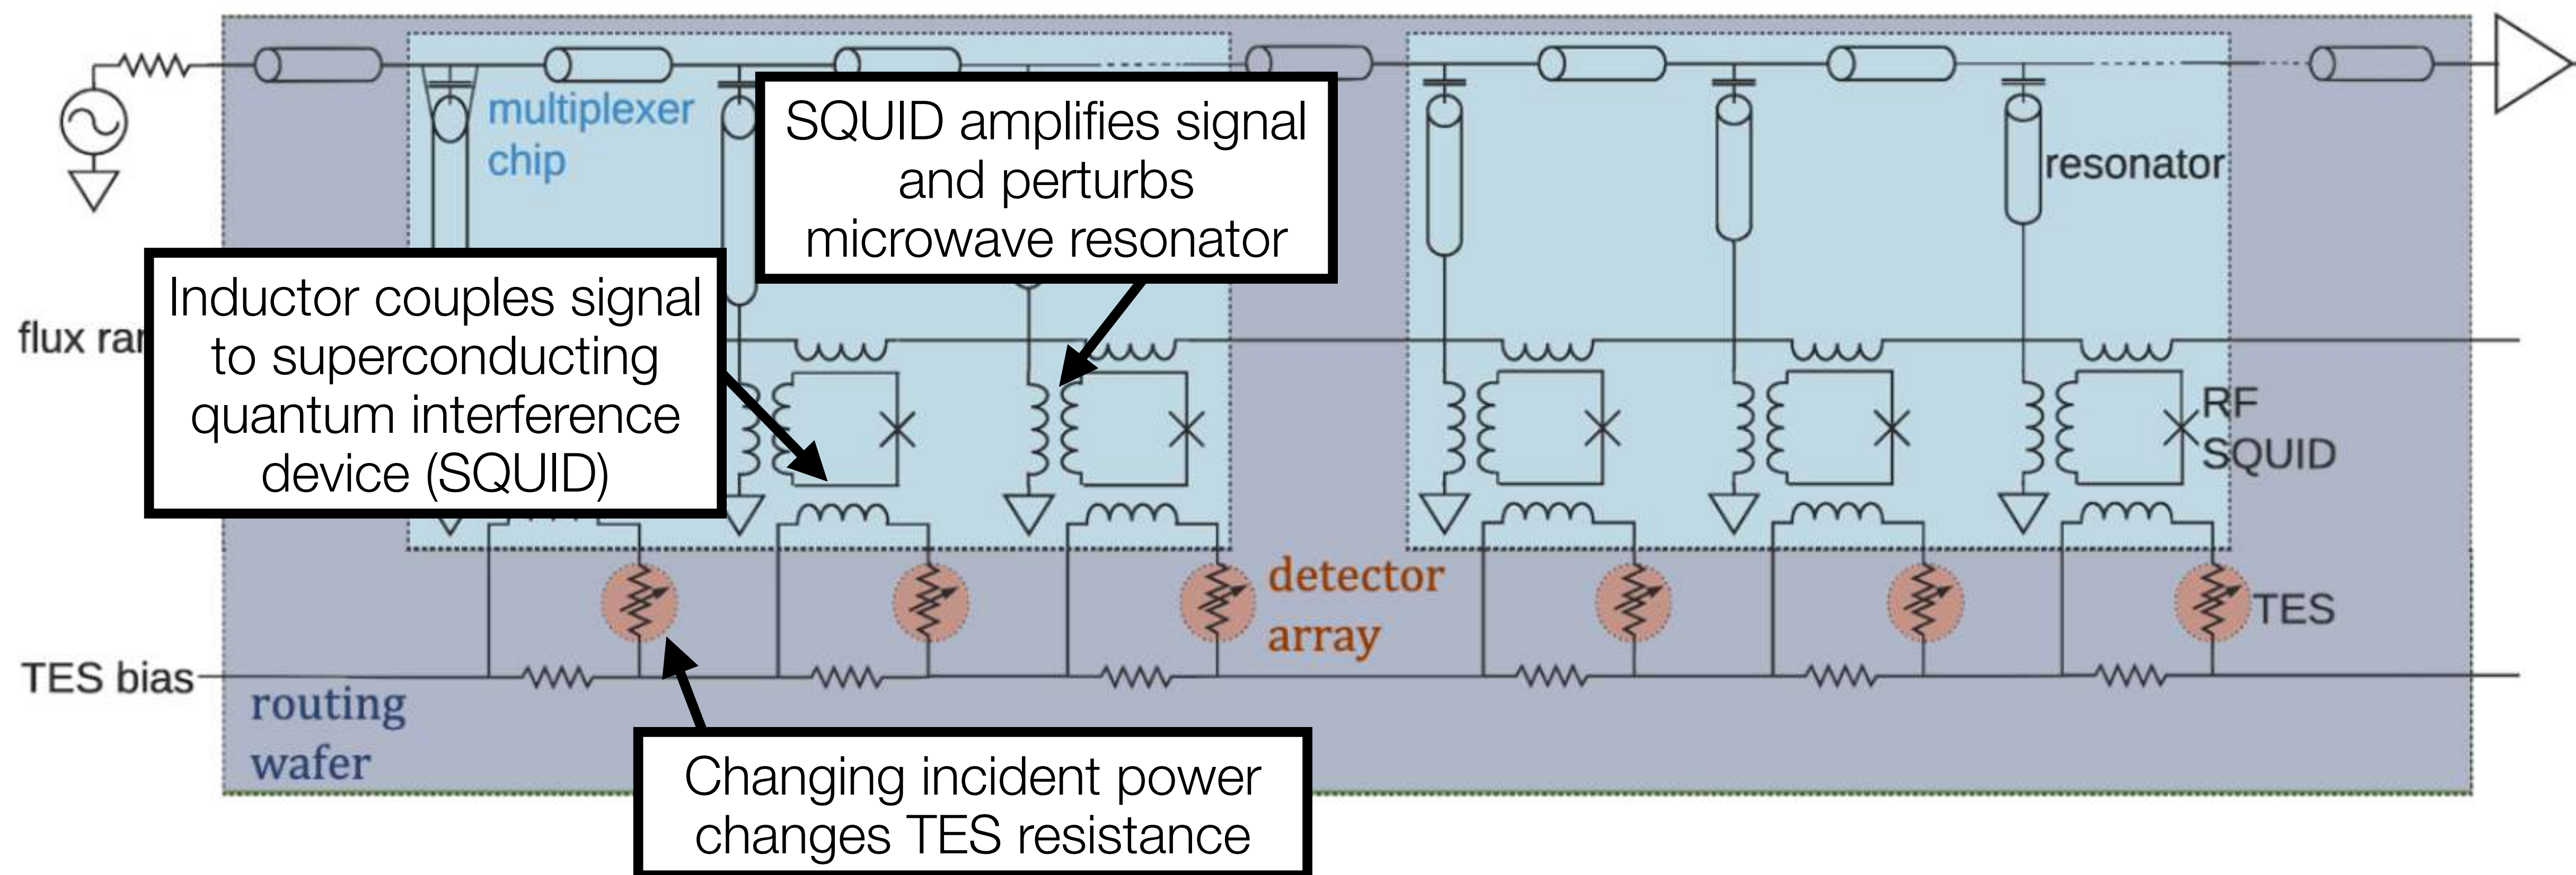 multiplexer
chip
SQUID amplifies signal
and perturbs
microwave resonator
resonator
Inductor couples signal
to superconducting
quantum interference
device (SQUID)
flux
RF
SQUID
detector
array
TES
TES bias
routing
wafer
Changing incident power
changes TES resistance